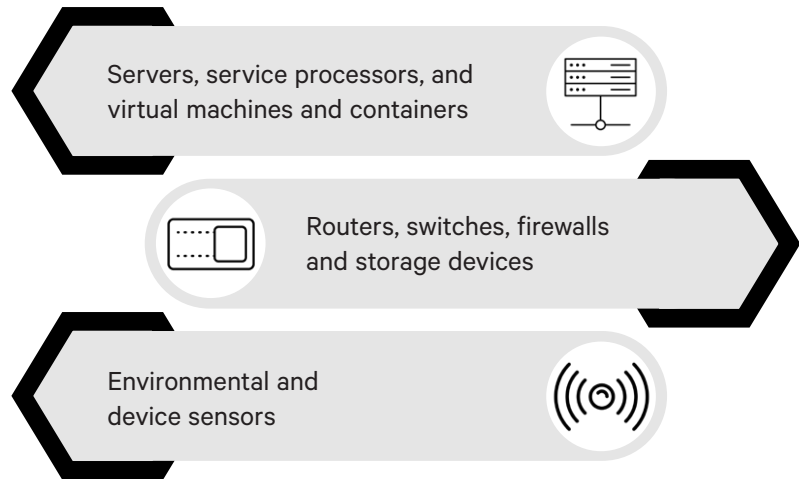 Servers, service processors, and
virtual machines and containers
Routers, switches, firewalls
and storage devices
Environmental and
device sensors